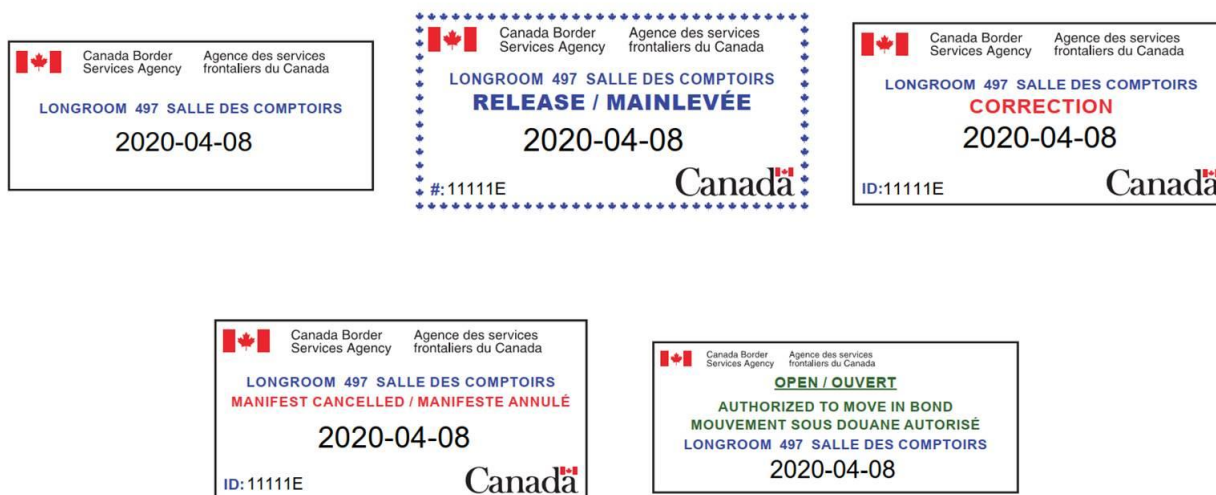 Canada Border Services Agency
Agence des services frontaliers du Canada
LONGROOM 497 SALLE DES COMPTOIRS
2020-04-08
Canada Border Services Agency
Agence des services frontaliers du Canada
LONGROOM 497 SALLE DES COMPTOIRS
RELEASE / MAINLEVÉE
2020-04-08
#:11111E
Canada
Canada Border Services Agency
Agence des services frontaliers du Canada
LONGROOM 497 SALLE DES COMPTOIRS
CORRECTION
2020-04-08
ID:11111E
Canada
Canada Border Services Agency
Agence des services frontaliers du Canada
LONGROOM 497 SALLE DES COMPTOIRS
MANIFEST CANCELLED / MANIFESTE ANNULÉ
2020-04-08
ID:11111E
Canada
Canada Border Services Agency
Agence des services frontaliers du Canada
OPEN / OUVERT
AUTHORIZED TO MOVE IN BOND
MOUVEMENT SOUS DOUANE AUTORISÉ
LONGROOM 497 SALLE DES COMPTOIRS
2020-04-08